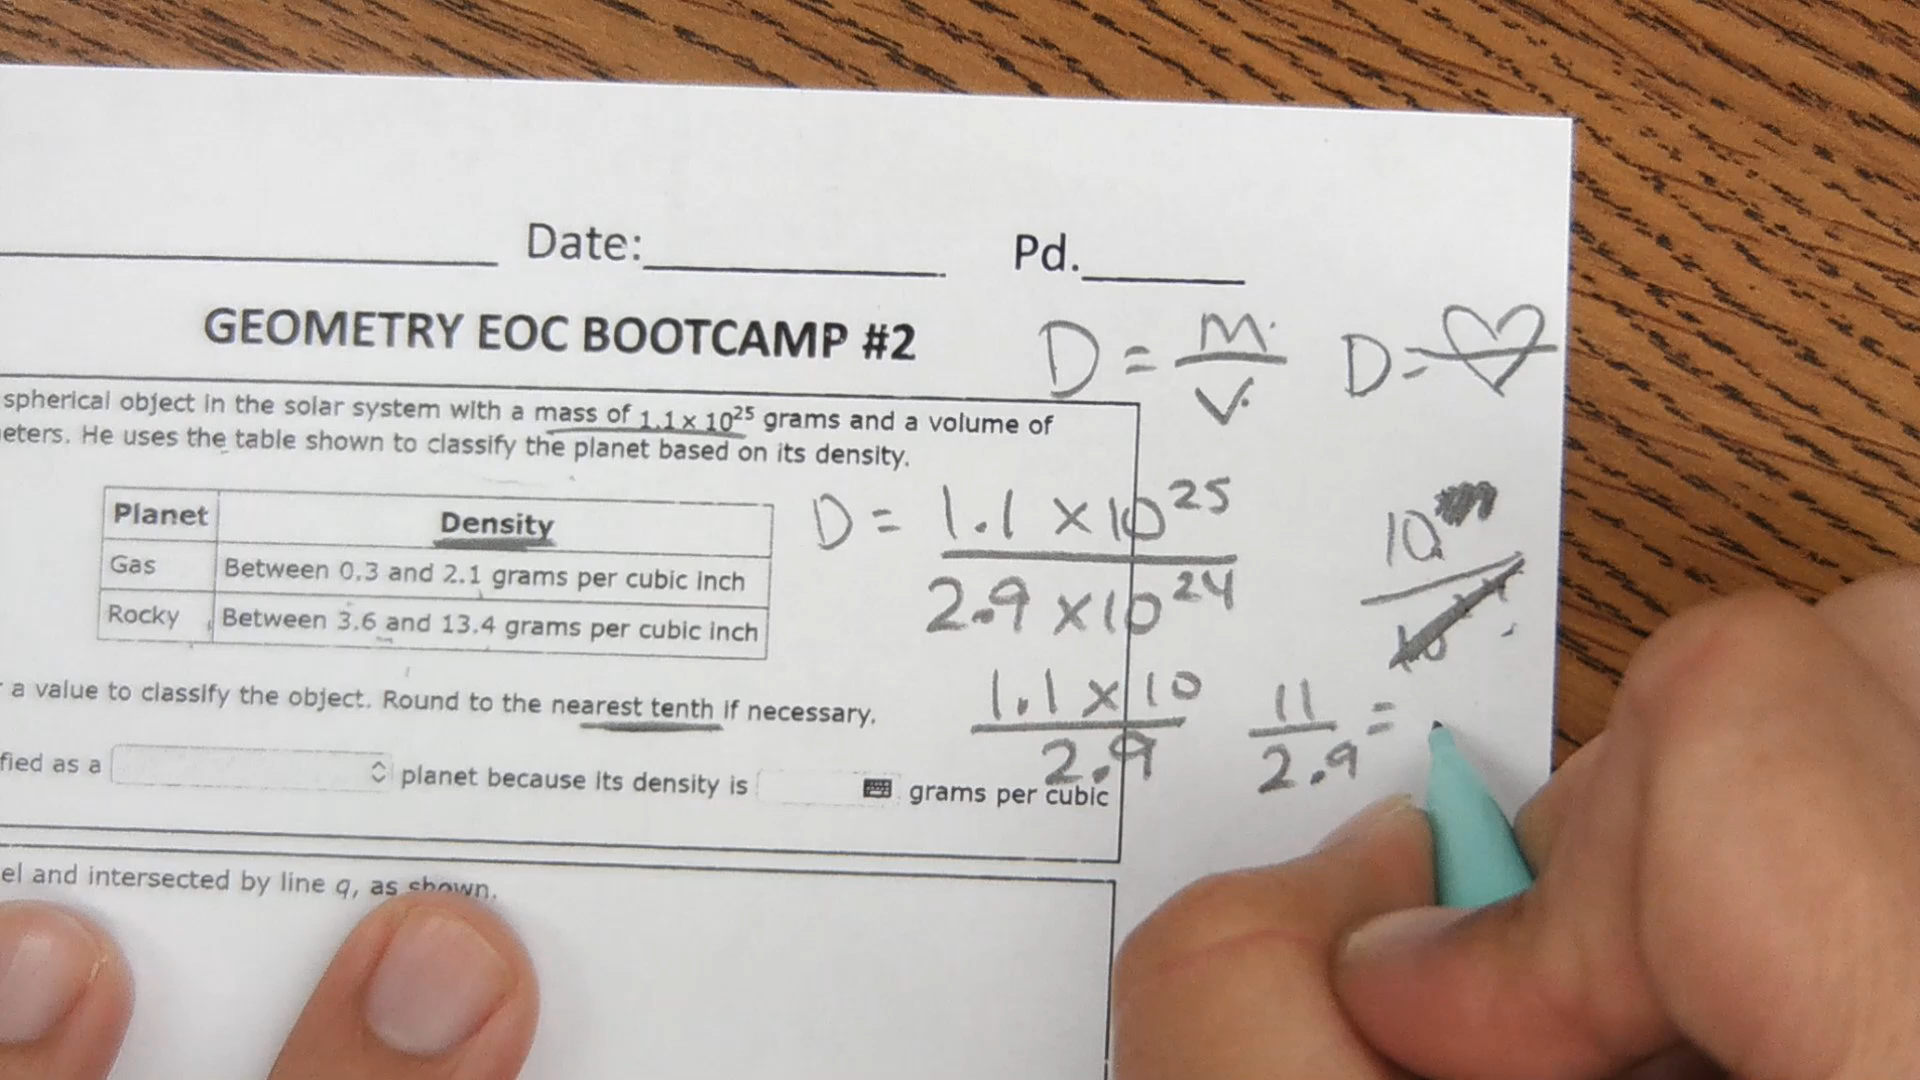 Date: Pd.
GEOMETRY EOC BOOTCAMP #2
D = M/V D =
spherical object in the solar system with a mass of 1.1 x 10^25 grams and a volume of
eters. He uses the table shown to classify the planet based on its density.
Planet Density
Gas Between 0.3 and 2.1 grams per cubic inch
Rocky Between 3.6 and 13.4 grams per cubic inch
a value to classify the object. Round to the nearest tenth if necessary.
fied as a planet because its density is grams per cubic
el and intersected by line q, as shown.
D = 1.1 x 10^25
2.9 x 10^24
10
1.1 x 10
2.9
11
2.9 =